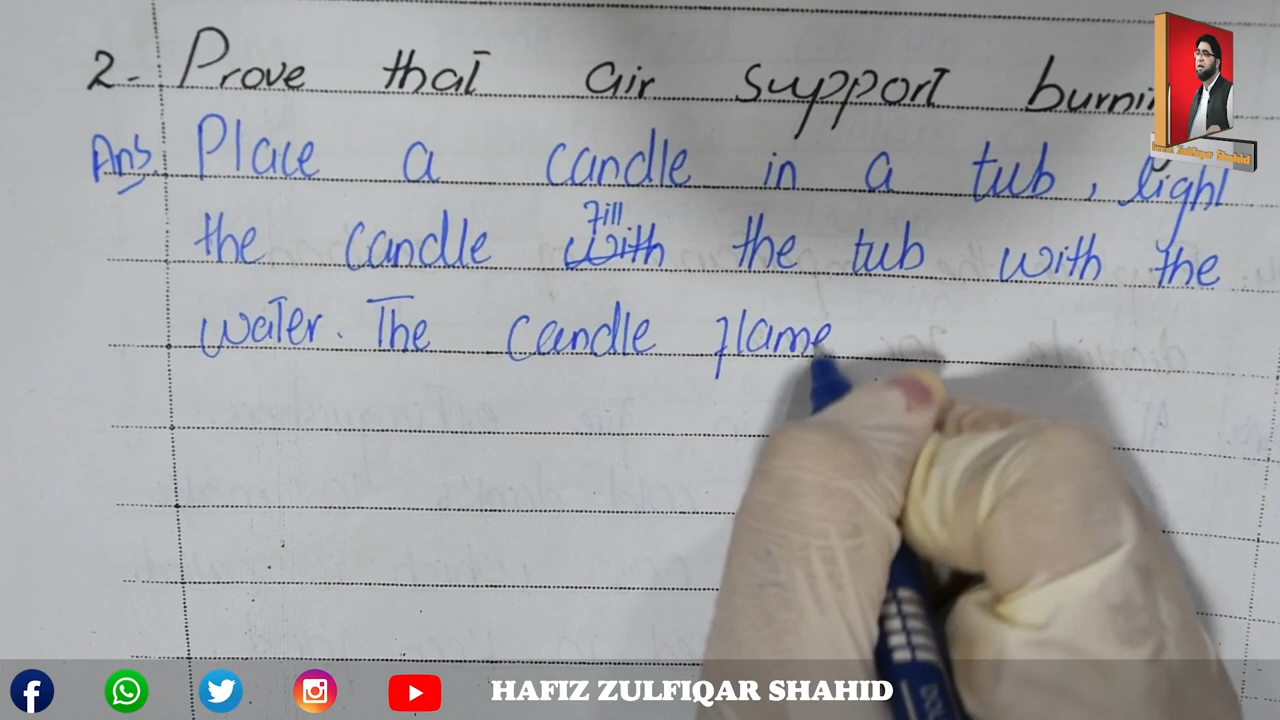 2. Prove that air support
Ans. Place a candle in a tub, light
the candle fill with the tub with the
water. The candle flame
HAFIZ ZULFIQAR SHAHID